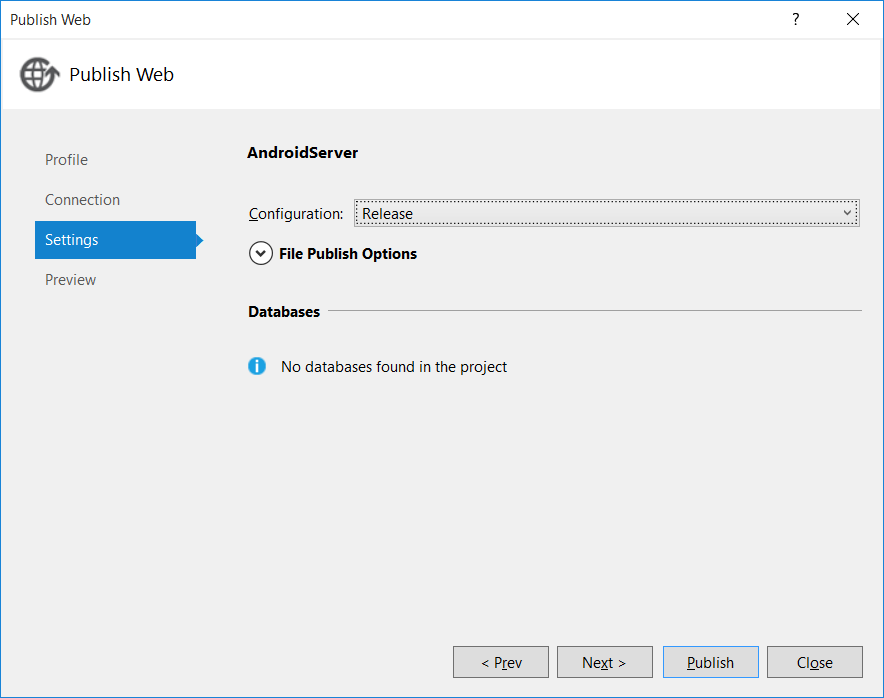 Publish Web
?
Publish Web
Profile
Connection
Settings
Preview
AndroidServer
Configuration: Release
File Publish Options
Databases
No databases found in the project
< Prev
Next >
Publish
Close